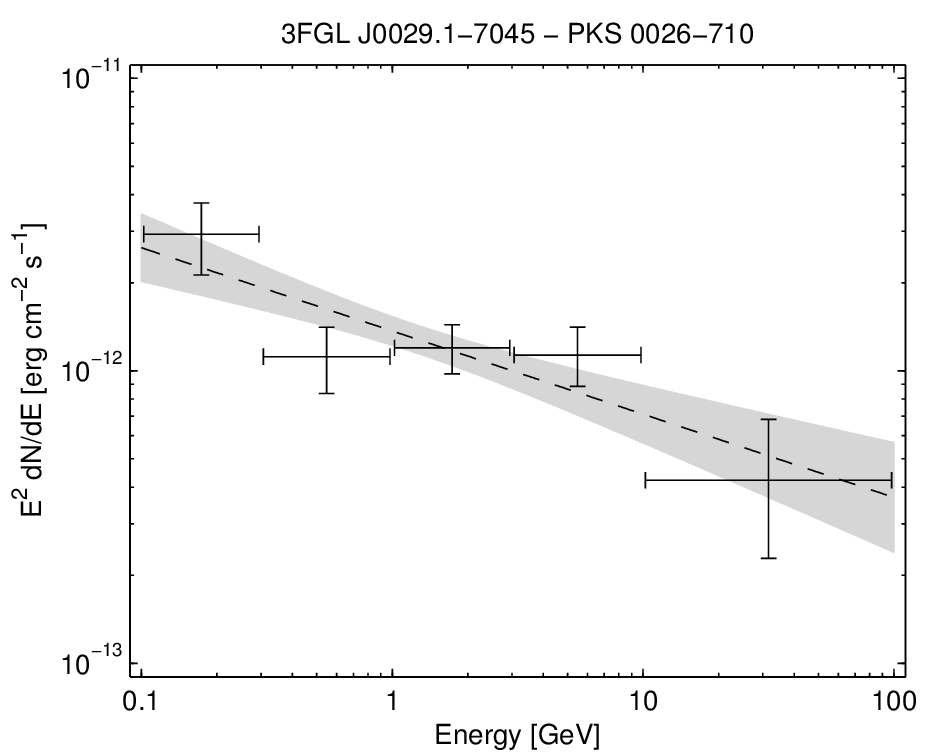 3FGL J0029.1−7045 − PKS 0026−710
10⁻¹¹
10⁻¹²
10⁻¹³
E² dN/dE [erg cm⁻² s⁻¹]
0.1 1 10 100
Energy [GeV]